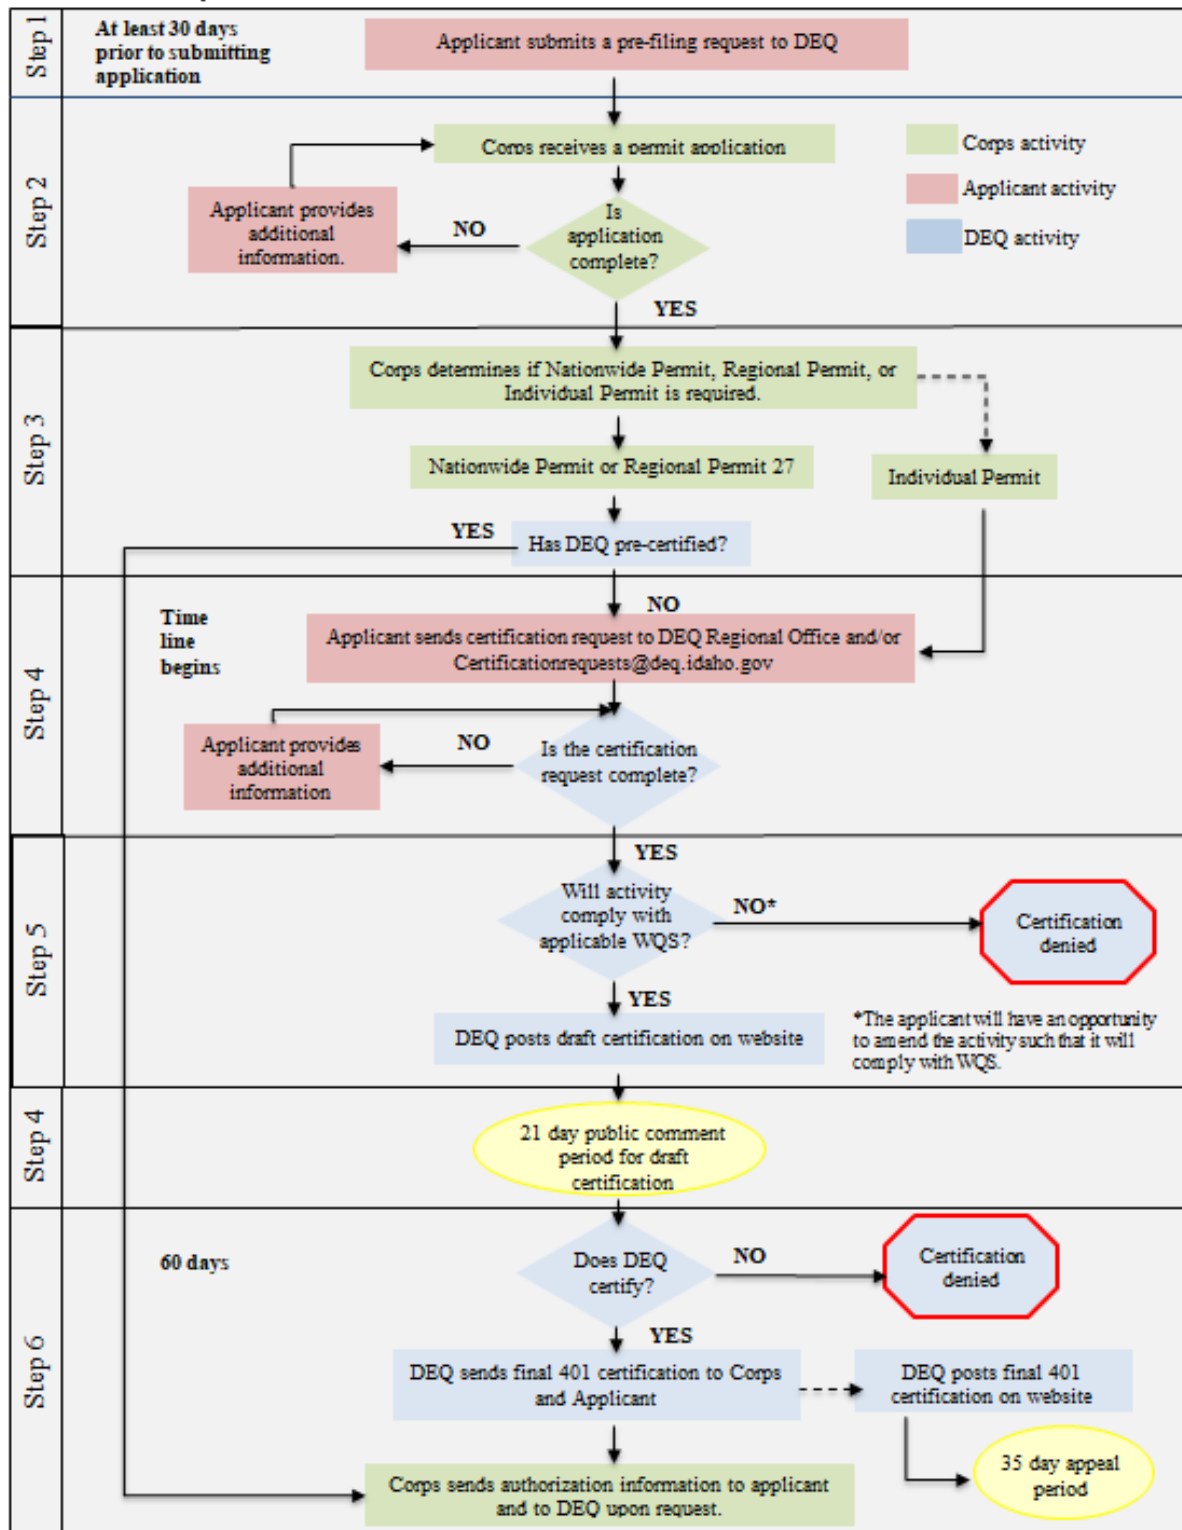 Step 1
At least 30 days
prior to submitting
application
Applicant submits a pre-filing request to DEQ
Step 2
Corps receives a permit application
Corps activity
Applicant activity
DEQ activity
Applicant provides
additional
information.
NO
Is
application
complete?
YES
Step 3
Corps determines if Nationwide Permit, Regional Permit, or
Individual Permit is required.
Nationwide Permit or Regional Permit 27
Individual Permit
YES
Has DEQ pre-certified?
Step 4
Time
line
begins
NO
Applicant sends certification request to DEQ Regional Office and/or
Certificationrequests@deq.idaho.gov
Applicant provides
additional
information
NO
Is the certification
request complete?
YES
Step 5
Will activity
comply with
applicable WQS?
NO*
Certification
denied
YES
DEQ posts draft certification on website
*The applicant will have an opportunity
to amend the activity such that it will
comply with WQS.
Step 4
21 day public comment
period for draft
certification
Step 6
60 days
Does DEQ
certify?
NO
Certification
denied
YES
DEQ sends final 401 certification to Corps
and Applicant
DEQ posts final 401
certification on website
35 day appeal
period
Corps sends authorization information to applicant
and to DEQ upon request.